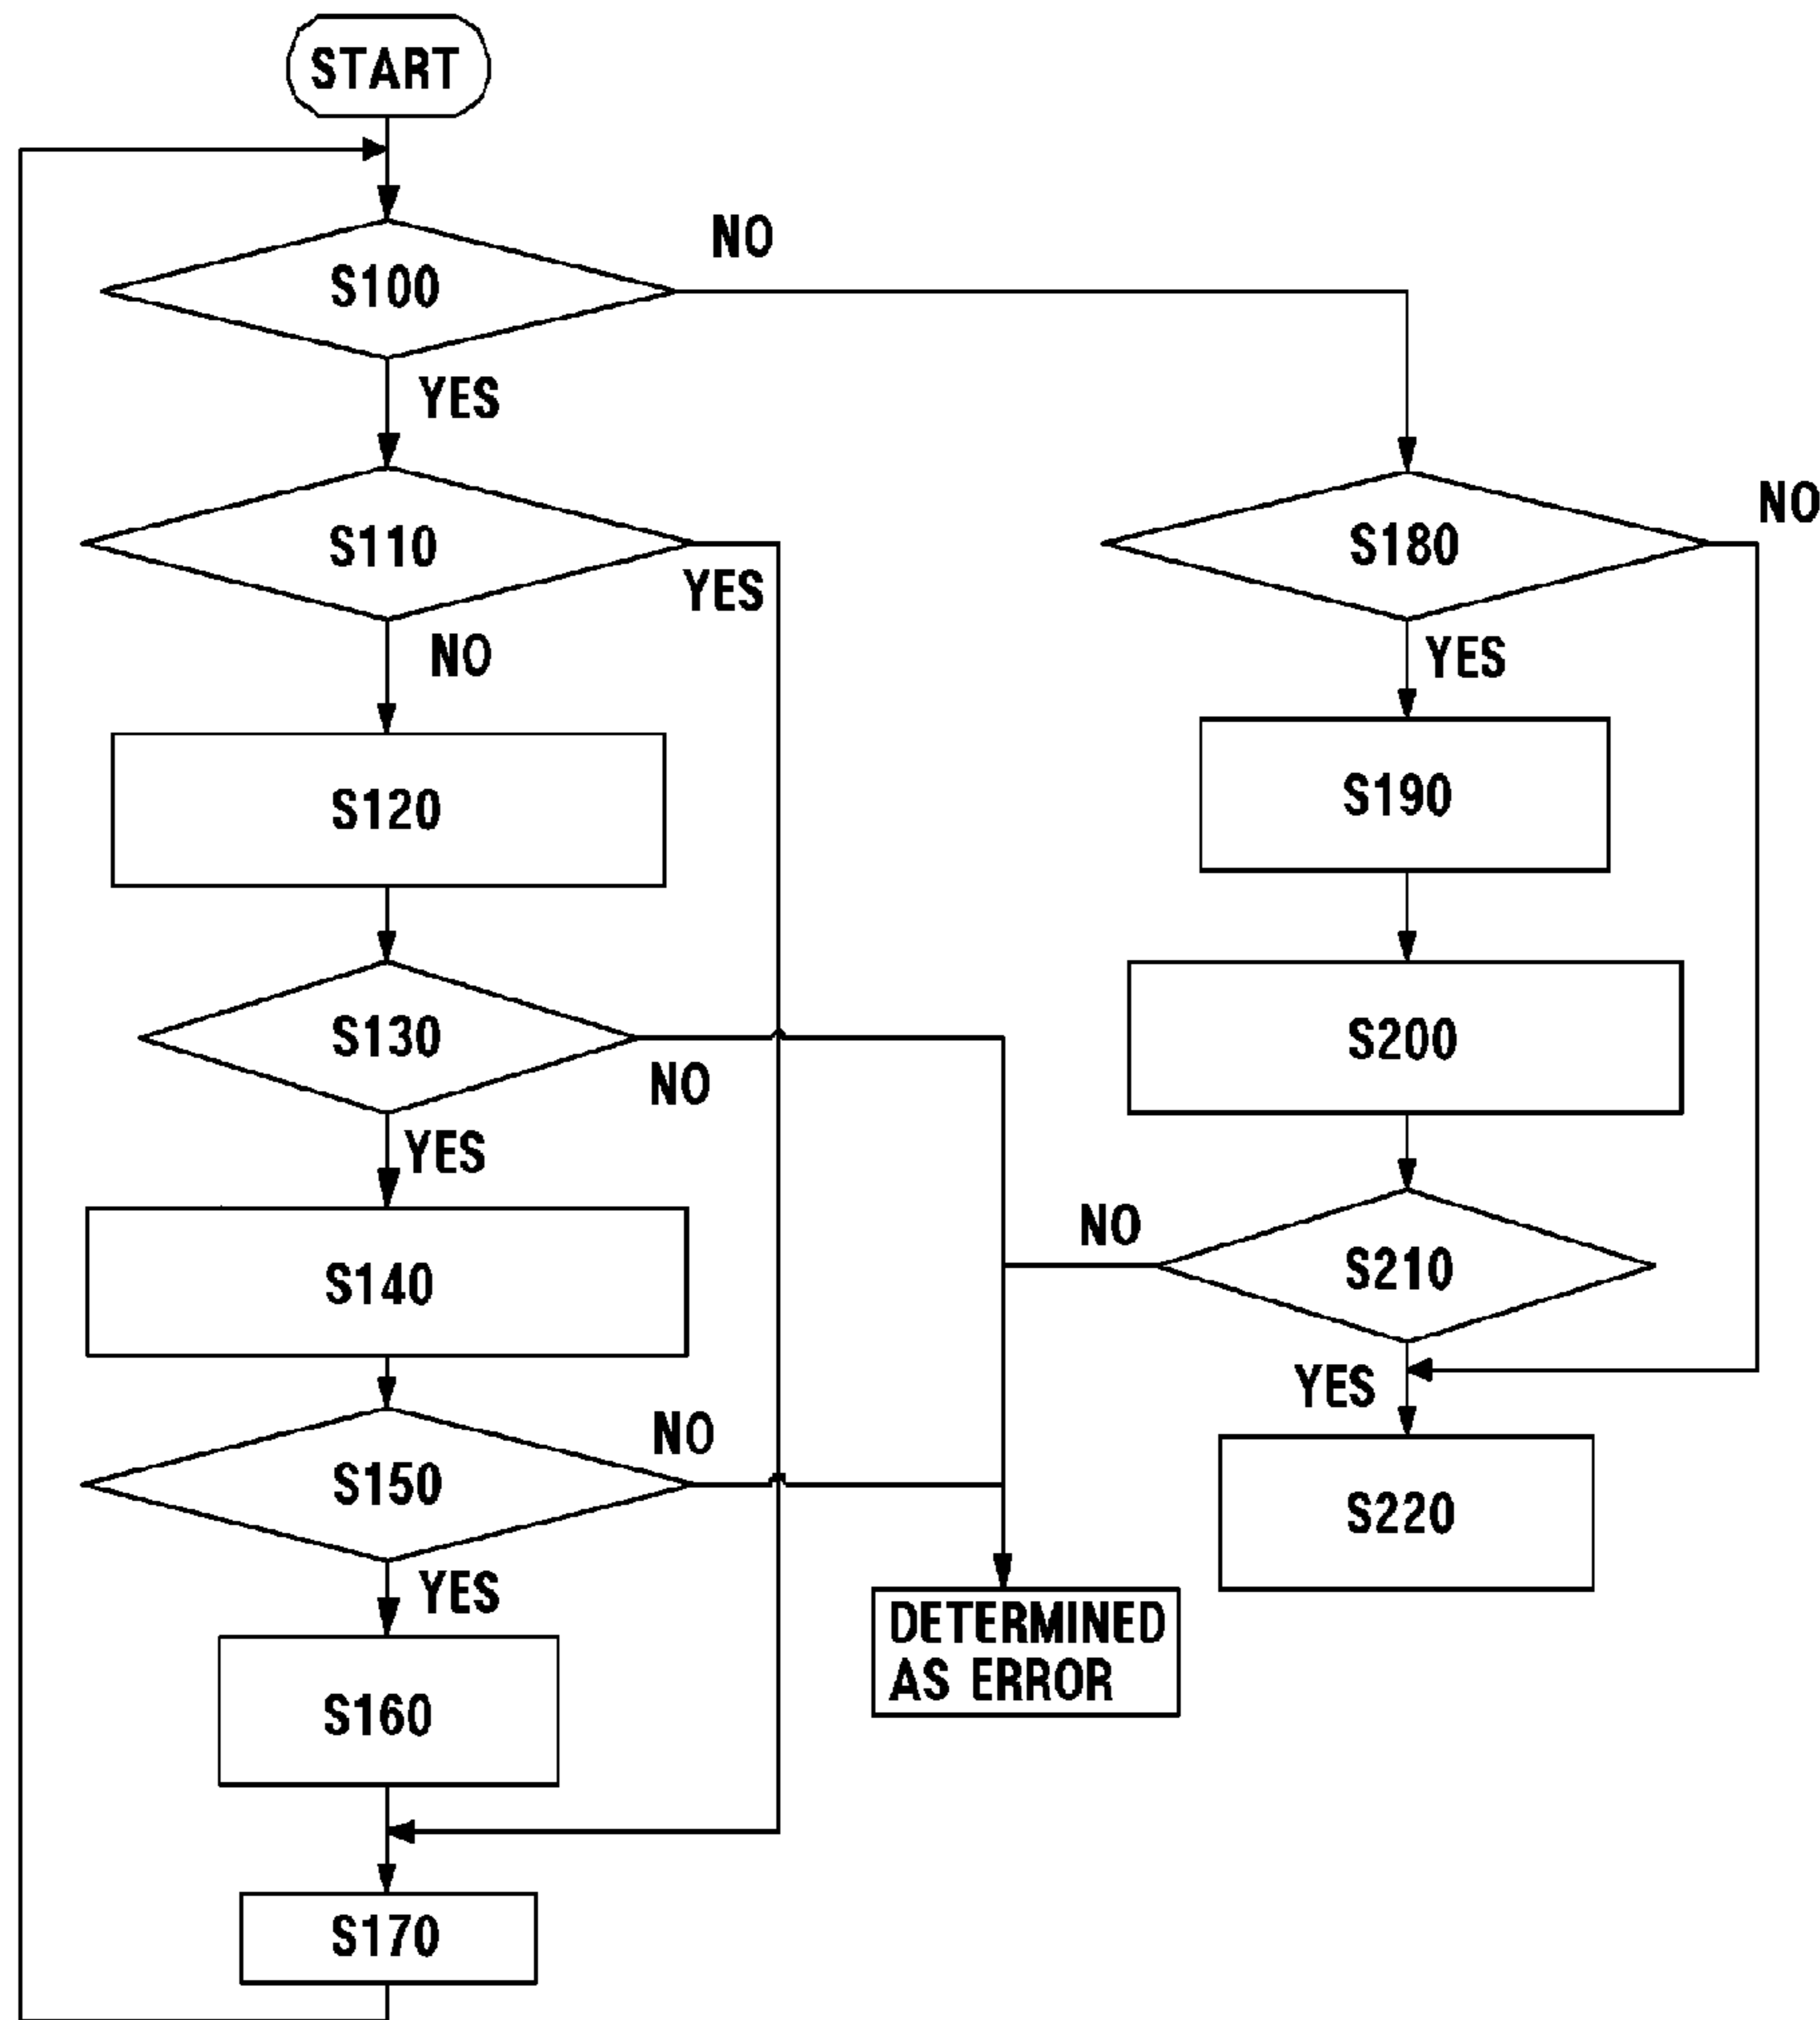 START
NO
S100
YES
S110
YES
NO
S180
NO
YES
S120
S190
S130
NO
YES
S200
S140
NO
S210
YES
S150
NO
YES
S220
DETERMINED
AS ERROR
S160
S170